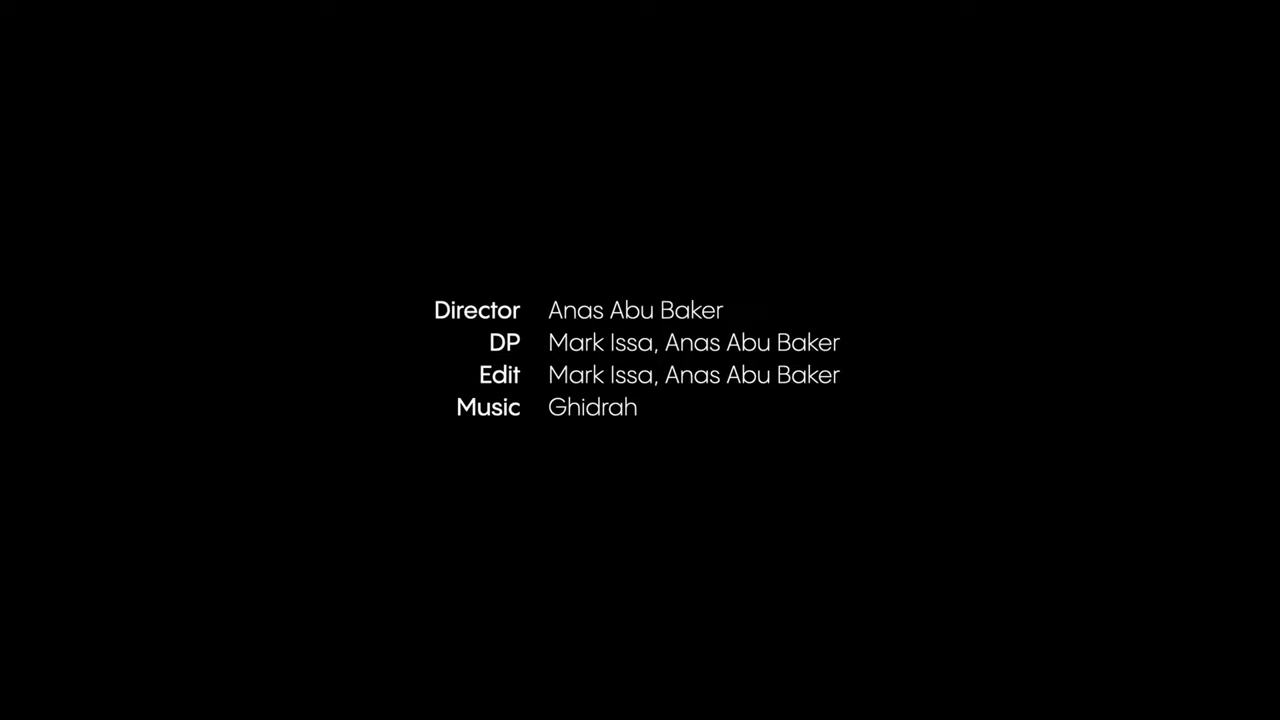 Director Anas Abu Baker
DP Mark Issa, Anas Abu Baker
Edit Mark Issa, Anas Abu Baker
Music Ghidrah